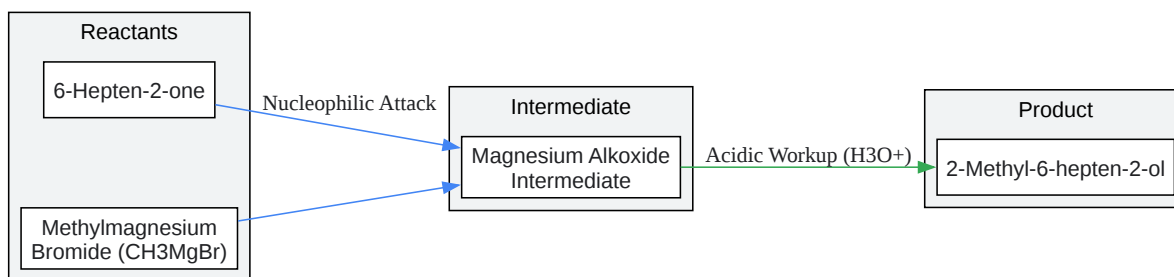 Reactants
6-Hepten-2-one
Methylmagnesium
Bromide (CH3MgBr)
Nucleophilic Attack
Intermediate
Magnesium Alkoxide
Intermediate
Acidic Workup (H3O+)
Product
2-Methyl-6-hepten-2-ol